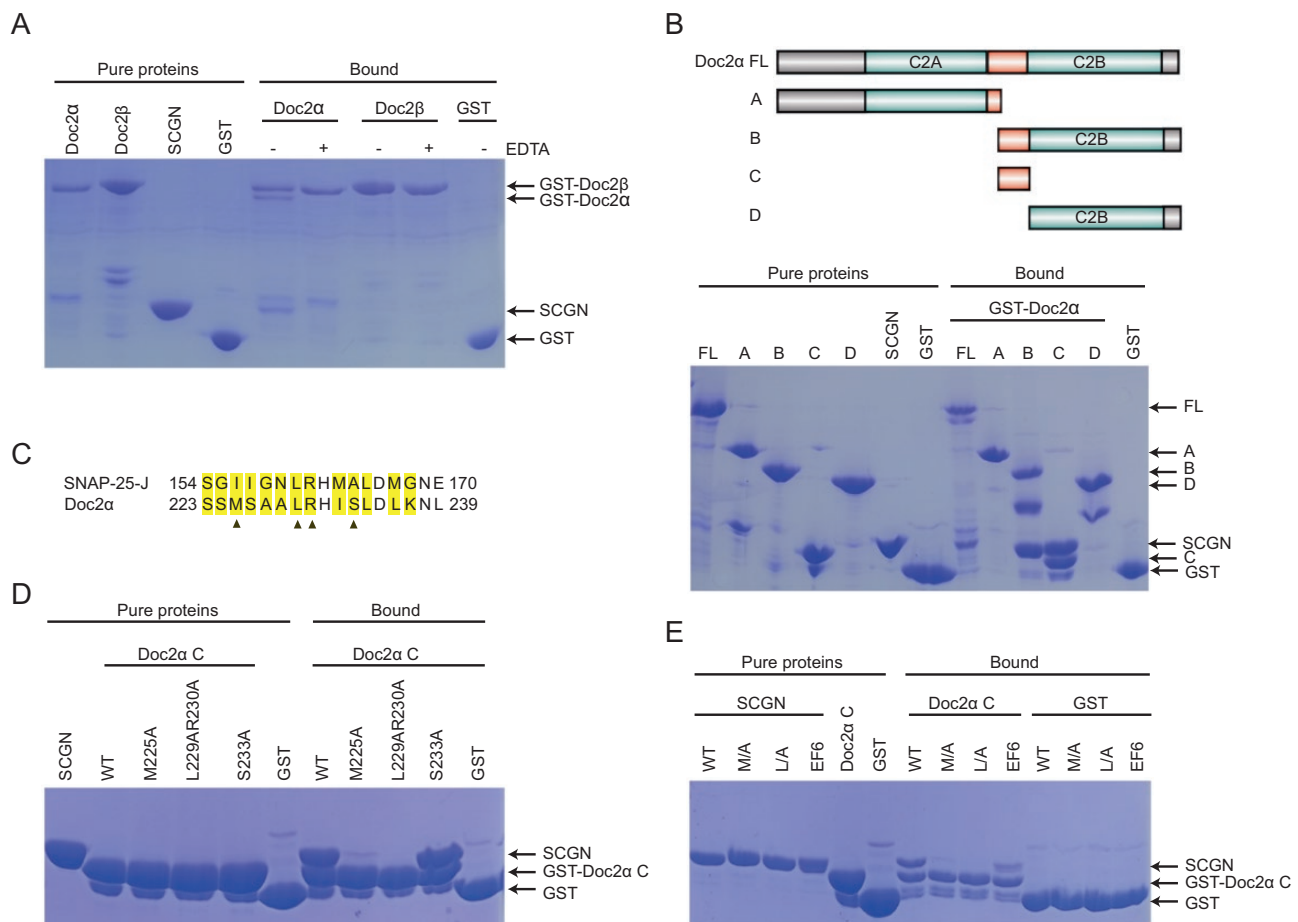 A
Pure proteins
Bound
Doc2α
Doc2β
SCGN
GST
Doc2α
Doc2β
GST
- + - + - EDTA
GST-Doc2β
GST-Doc2α
SCGN
GST
B
Doc2α FL
C2A
C2B
A
B
C2B
C
D
C2B
Pure proteins
Bound
GST-Doc2α
FL A B C D SCGN GST FL A B C D GST
FL
A
B
D
SCGN
C
GST
C
SNAP-25-J 154 SGIIGNLRHMALDMGNE 170
Doc2α 223 SSMSAALRHISLDLKNL 239
D
Pure proteins
Bound
Doc2α C
Doc2α C
SCGN
WT
M225A
L229AR230A
S233A
GST
WT
M225A
L229AR230A
S233A
GST
SCGN
GST-Doc2α C
GST
E
Pure proteins
Bound
SCGN
Doc2α C
GST
WT
M/A
L/A
EF6
Doc2α C
GST
WT
M/A
L/A
EF6
WT
M/A
L/A
EF6
SCGN
GST-Doc2α C
GST